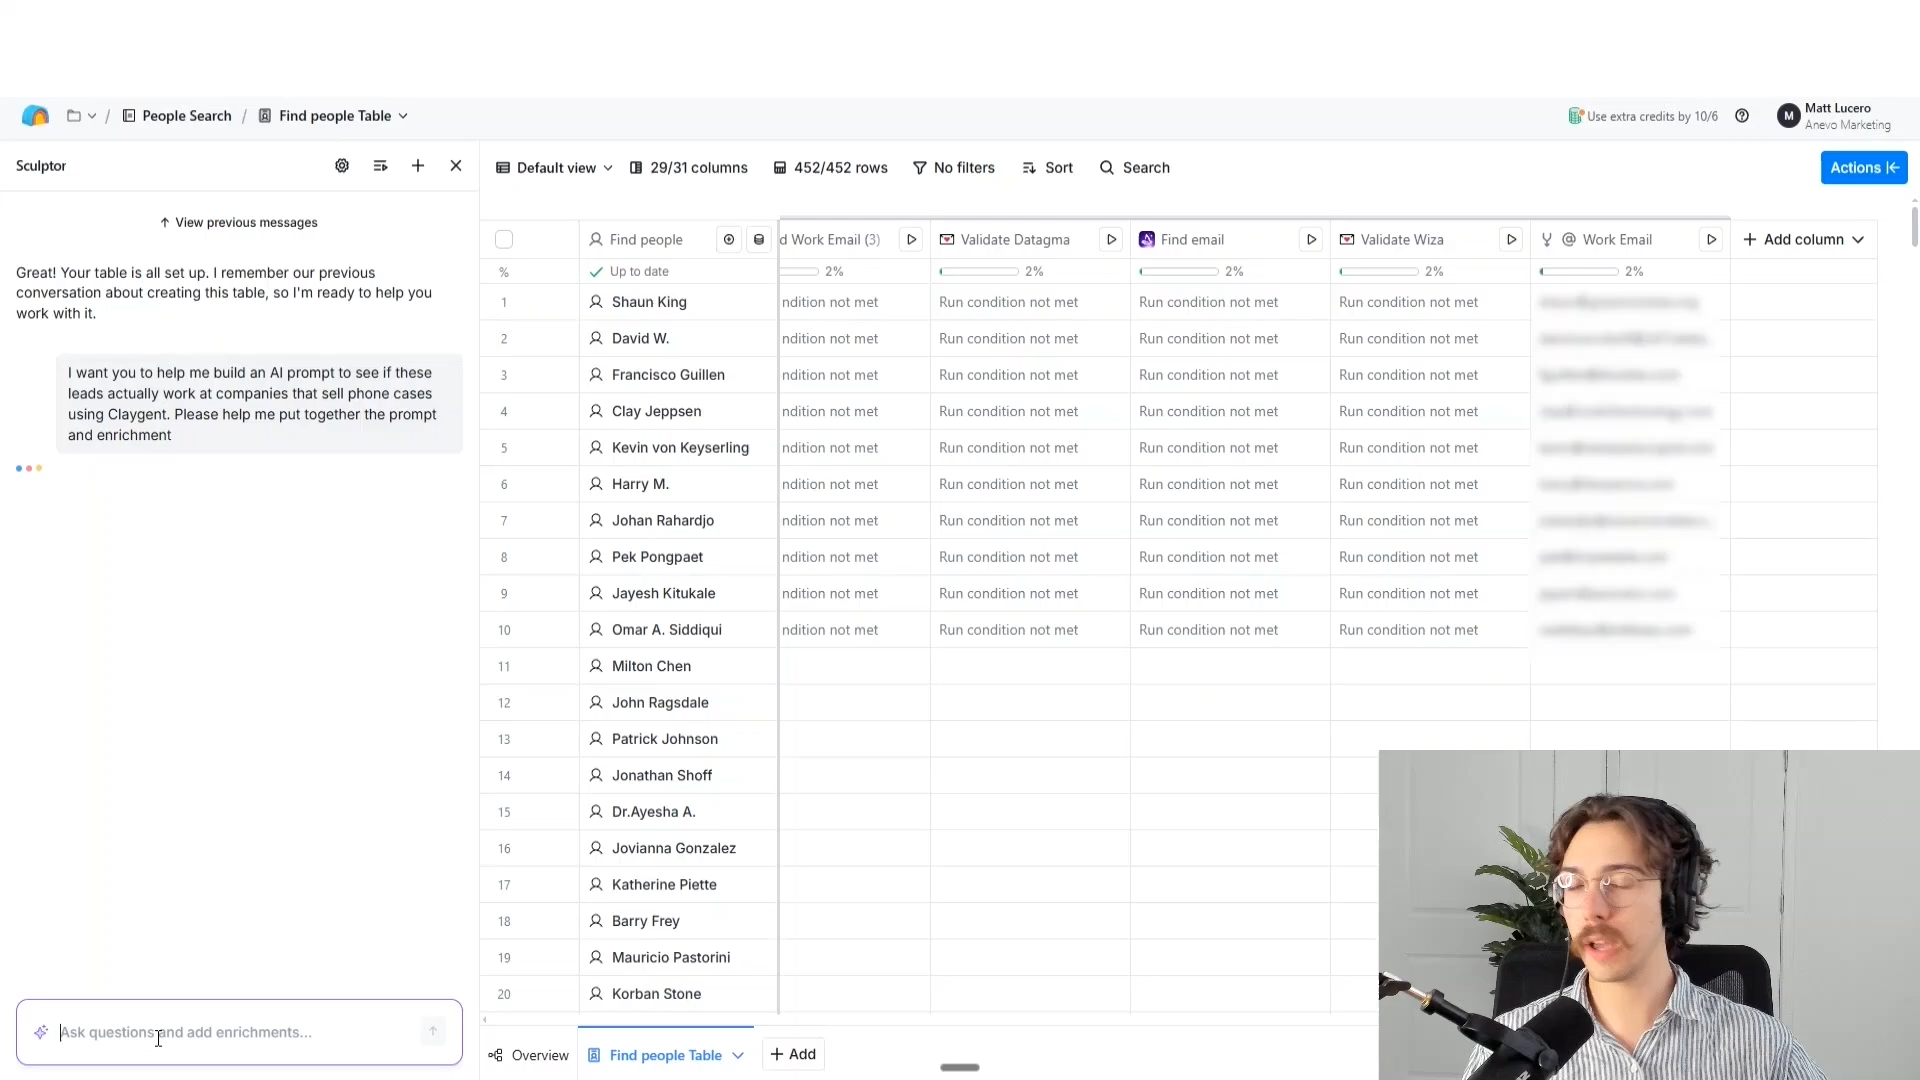 People Search / Find people Table
Use extra credits by 10/6
M
Matt Lucero
Anevo Marketing
Sculptor
Default view
29/31 columns
452/452 rows
No filters
Sort
Search
Actions
View previous messages
Great! Your table is all set up. I remember our previous
conversation about creating this table, so I'm ready to help you
work with it.
I want you to help me build an AI prompt to see if these
leads actually work at companies that sell phone cases
using Claygent. Please help me put together the prompt
and enrichment
Ask questions and add enrichments...
Find people
d Work Email (3)
Validate Datagma
Find email
Validate Wiza
@ Work Email
+ Add column
%
Up to date
2%
2%
2%
2%
2%
1 Shaun King ndition not met Run condition not met Run condition not met Run condition not met
2 David W. ndition not met Run condition not met Run condition not met Run condition not met
3 Francisco Guillen ndition not met Run condition not met Run condition not met Run condition not met
4 Clay Jeppsen ndition not met Run condition not met Run condition not met Run condition not met
5 Kevin von Keyserling ndition not met Run condition not met Run condition not met Run condition not met
6 Harry M. ndition not met Run condition not met Run condition not met Run condition not met
7 Johan Rahardjo ndition not met Run condition not met Run condition not met Run condition not met
8 Pek Pongpaet ndition not met Run condition not met Run condition not met Run condition not met
9 Jayesh Kitukale ndition not met Run condition not met Run condition not met Run condition not met
10 Omar A. Siddiqui ndition not met Run condition not met Run condition not met Run condition not met
11 Milton Chen
12 John Ragsdale
13 Patrick Johnson
14 Jonathan Shoff
15 Dr.Ayesha A.
16 Jovianna Gonzalez
17 Katherine Piette
18 Barry Frey
19 Mauricio Pastorini
20 Korban Stone
Overview
Find people Table
+ Add